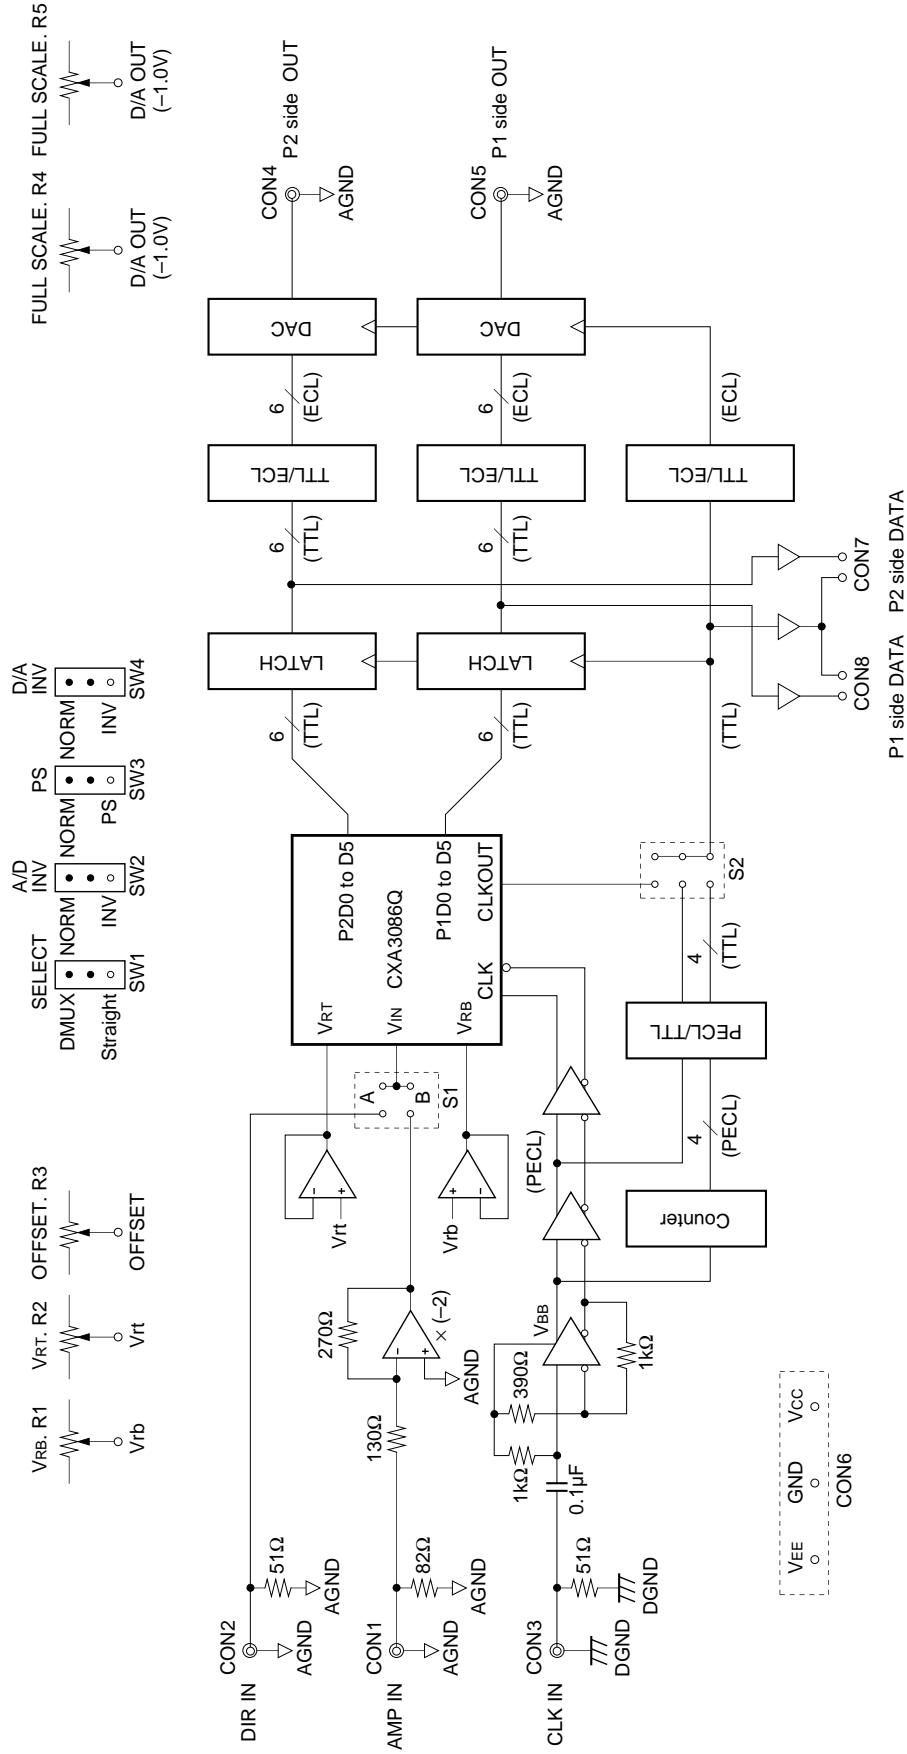 VRB. R1
Vrb
VRT. R2
Vrt
OFFSET. R3
OFFSET
SELECT
DMUX
Straight
SW1
A/D
INV
NORM
INV
SW2
PS
NORM
PS
SW3
D/A
INV
NORM
INV
SW4
FULL SCALE. R4
D/A OUT
(–1.0V)
FULL SCALE. R5
D/A OUT
(–1.0V)
DIR IN
CON2
AGND
51Ω
AGND
AMP IN
CON1
AGND
82Ω
AGND
130Ω
270Ω
–
+
× (–2)
AGND
Vrt
–
+
Vrb
+
–
A
B
S1
VRT
VIN
VRB
CXA3086Q
P2D0 to D5
P1D0 to D5
CLK
CLKOUT
6
(TTL)
LATCH
6
(TTL)
TTL/ECL
6
(ECL)
DAC
CON4
P2 side OUT
AGND
6
(TTL)
LATCH
6
(TTL)
TTL/ECL
6
(ECL)
DAC
CON5
P1 side OUT
AGND
CLK IN
CON3
DGND
51Ω
DGND
0.1µF
1kΩ
390Ω
VBB
1kΩ
(PECL)
Counter
4
(PECL)
PECL/TTL
4
(TTL)
S2
(TTL)
TTL/ECL
(ECL)
CON8
CON7
P1 side DATA
P2 side DATA
VEE
GND
VCC
CON6